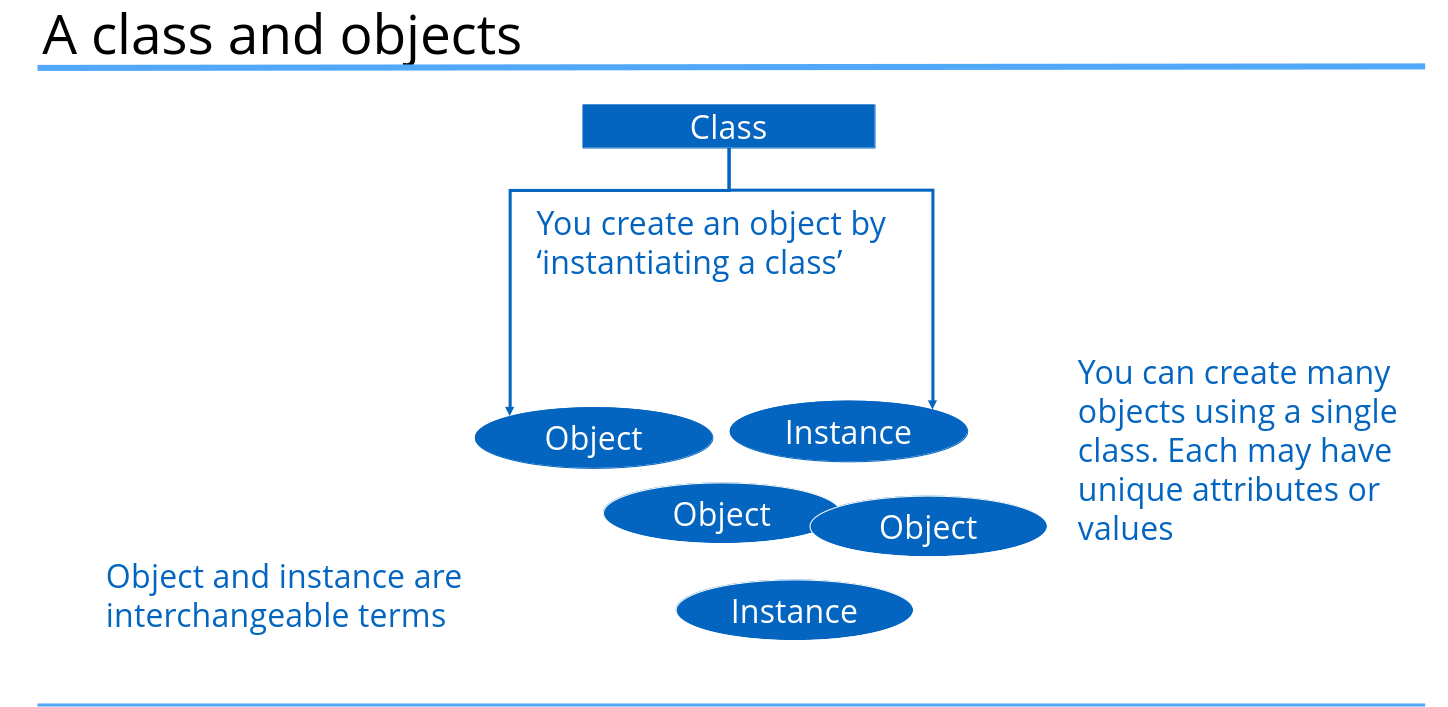 A class and objects
Class
You create an object by
‘instantiating a class’
Object
Instance
Object
Object
Instance
You can create many
objects using a single
class. Each may have
unique attributes or
values
Object and instance are
interchangeable terms